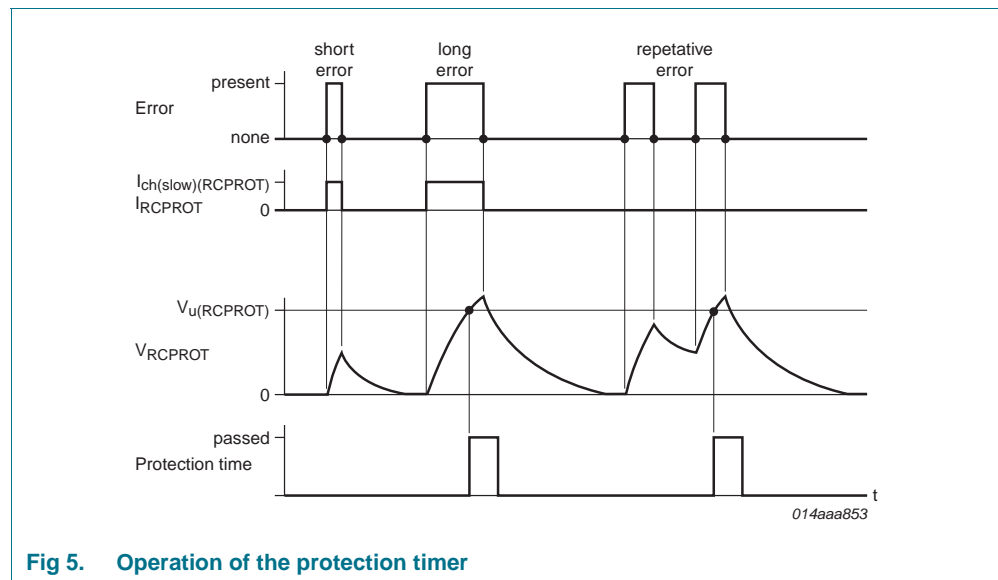 short error
long error
repetative error
present
Error
none
Ich(slow)(RCPROT)
IRCPROT
0
Vu(RCPROT)
VRCPROT
0
passed
Protection time
t
014aaa853
Fig 5. Operation of the protection timer